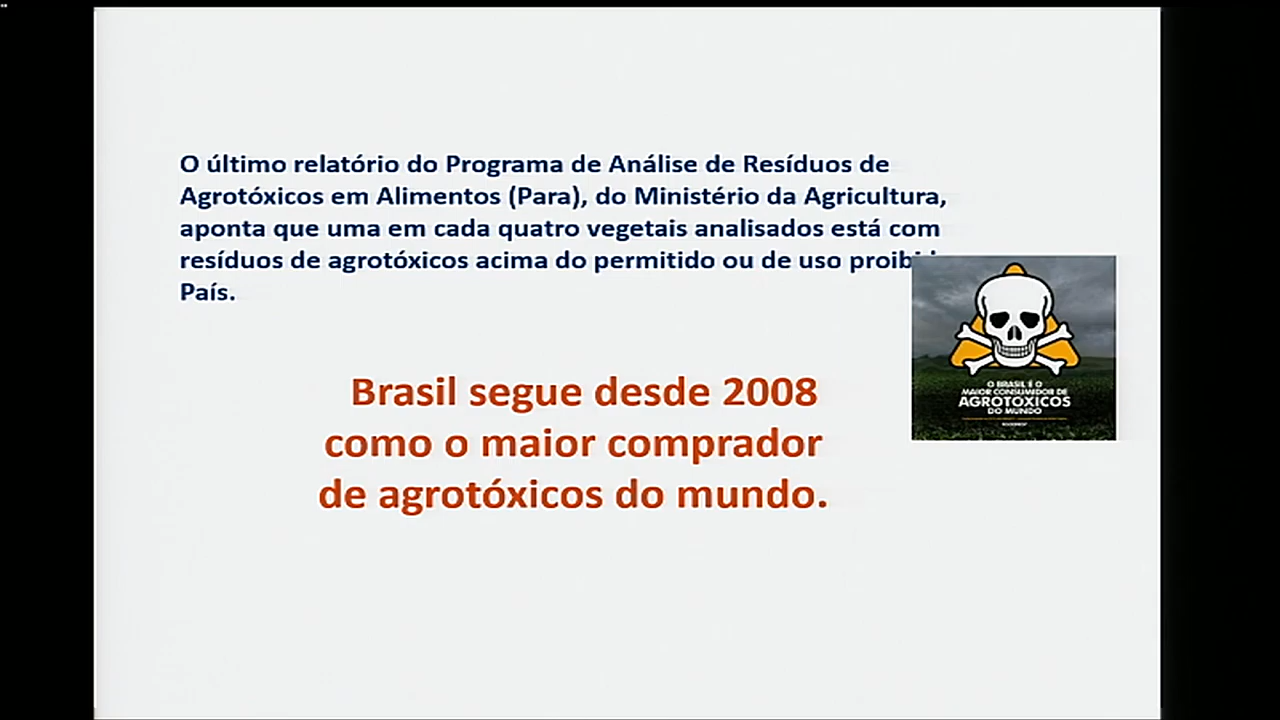 O último relatório do Programa de Análise de Resíduos de
Agrotóxicos em Alimentos (Para), do Ministério da Agricultura,
aponta que uma em cada quatro vegetais analisados está com
resíduos de agrotóxicos acima do permitido ou de uso
País.
Brasil segue desde 2008
como o maior comprador
de agrotóxicos do mundo.
O BRASIL É O
MAIOR CONSUMIDOR DE
AGROTÓXICOS
DO MUNDO